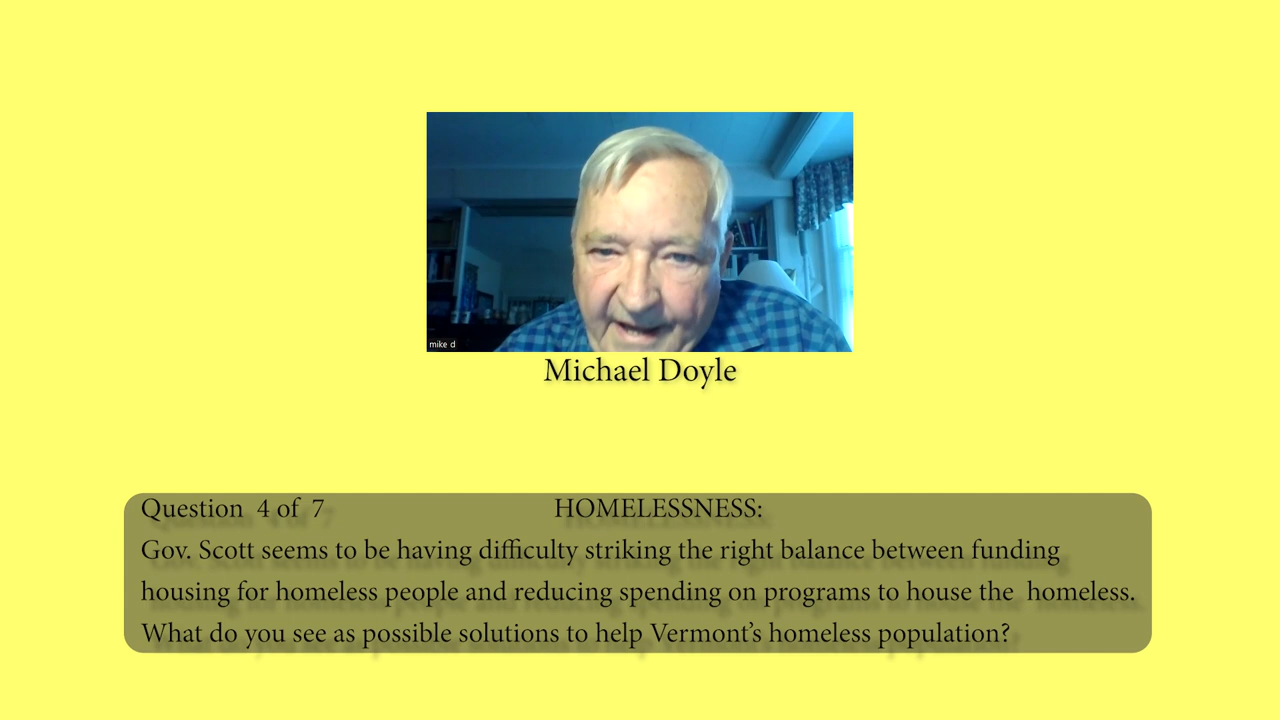 mike d
Michael Doyle
Question 4 of 7 HOMELESSNESS:
Gov. Scott seems to be having difficulty striking the right balance between funding
housing for homeless people and reducing spending on programs to house the homeless.
What do you see as possible solutions to help Vermont’s homeless population?